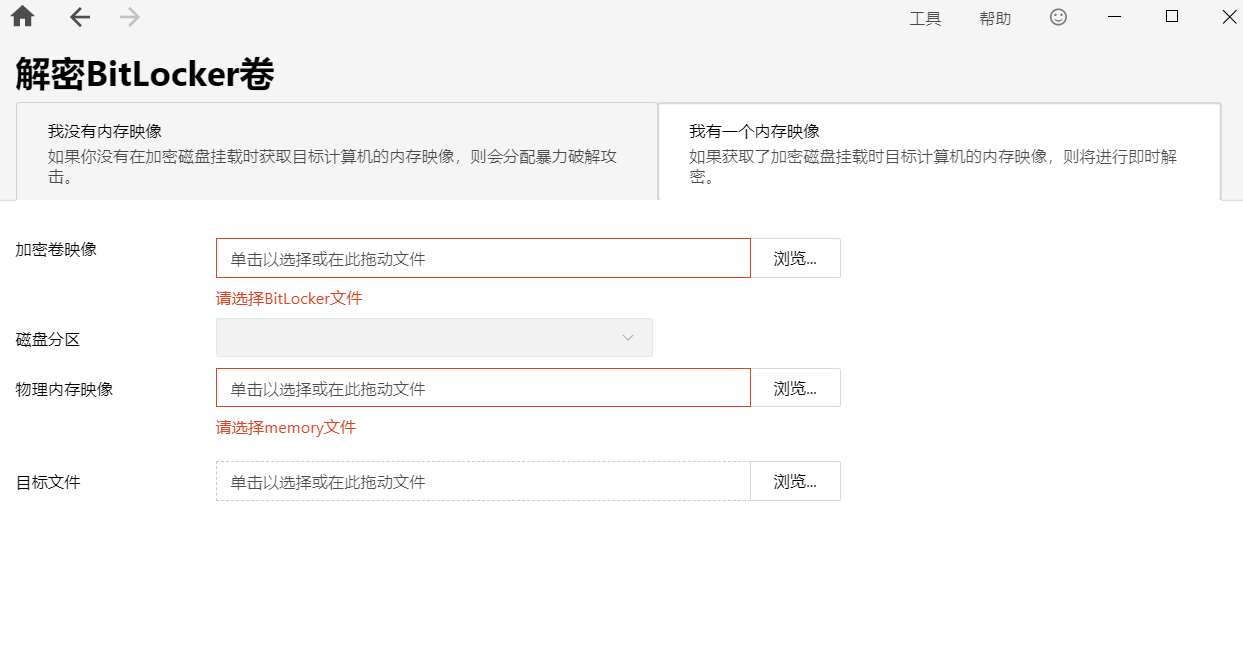 工具 帮助
解密BitLocker卷
我没有内存映像
如果你没有在加密磁盘挂载时获取目标计算机的内存映像，则会分配暴力破解攻
击。
我有一个内存映像
如果获取了加密磁盘挂载时目标计算机的内存映像，则将进行即时解
密。
加密卷映像 单击以选择或在此拖动文件 浏览...
请选择BitLocker文件
磁盘分区
物理内存映像 单击以选择或在此拖动文件 浏览...
请选择memory文件
目标文件 单击以选择或在此拖动文件 浏览...